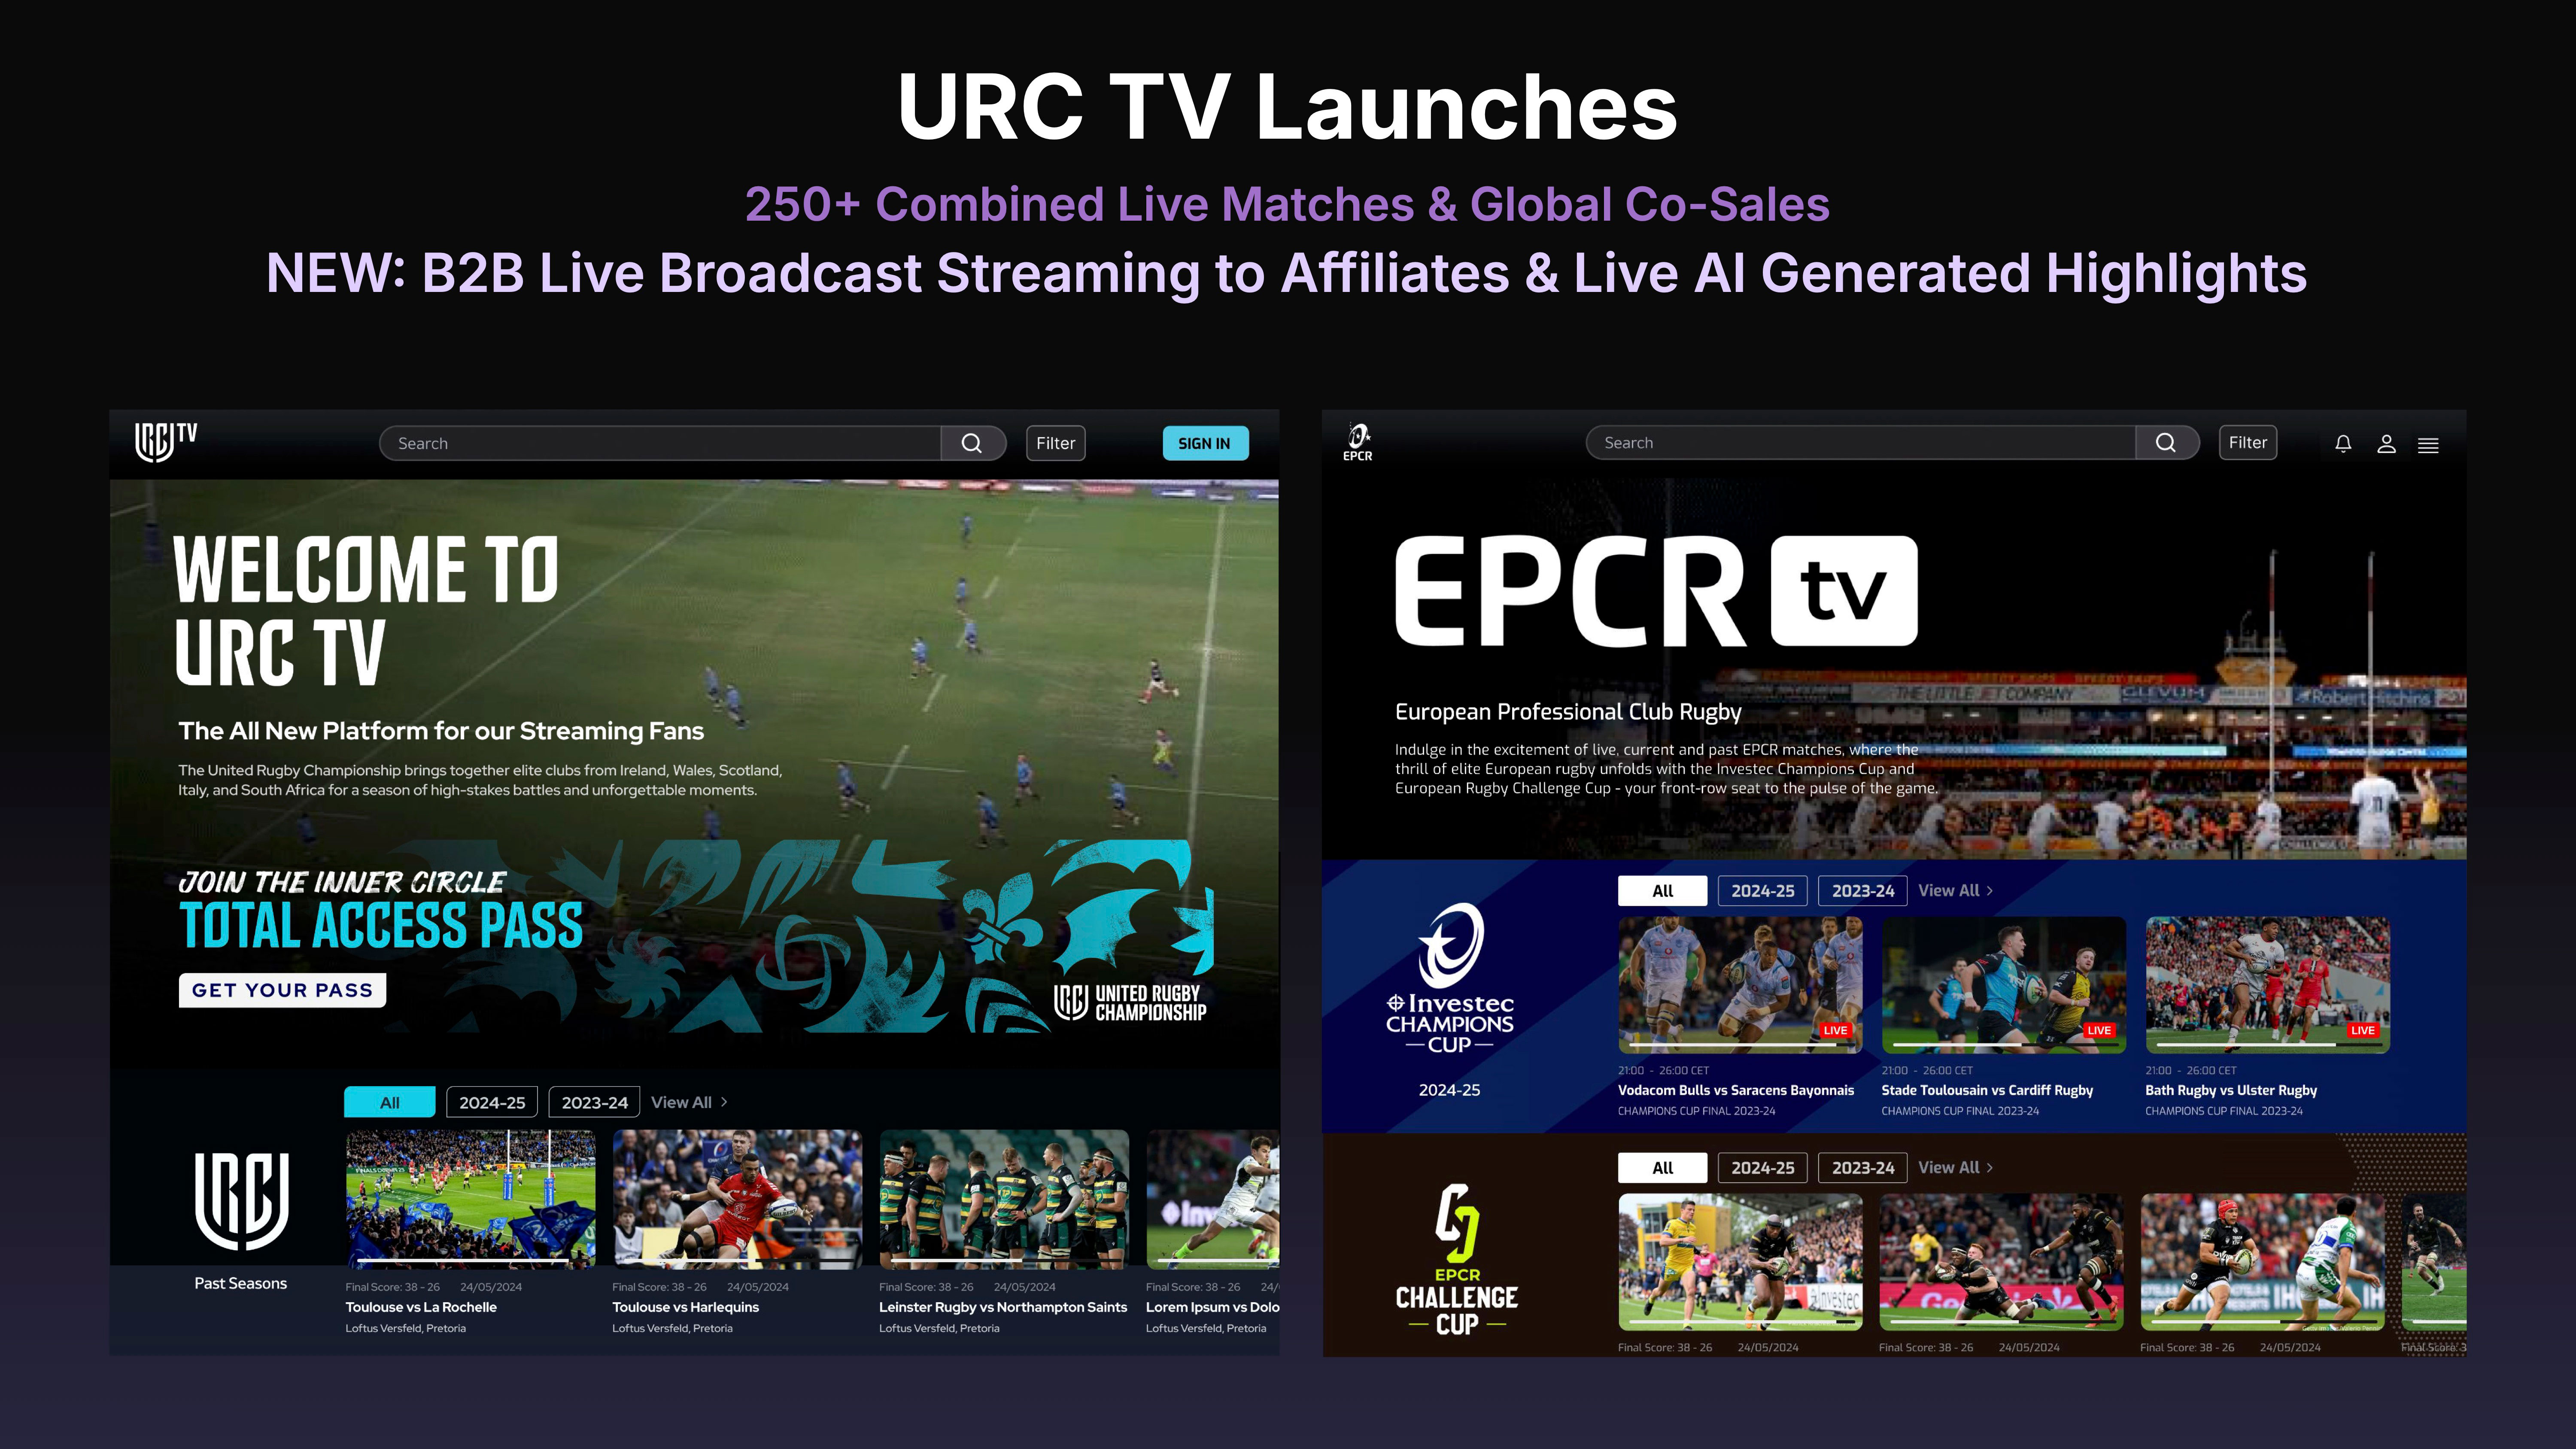 URC TV Launches
250+ Combined Live Matches & Global Co-Sales
NEW: B2B Live Broadcast Streaming to Affiliates & Live AI Generated Highlights
URC TV
Search
Filter
SIGN IN
WELCOME TO
URC TV
The All New Platform for our Streaming Fans
The United Rugby Championship brings together elite clubs from Ireland, Wales, Scotland,
Italy, and South Africa for a season of high-stakes battles and unforgettable moments.
JOIN THE INNER CIRCLE
TOTAL ACCESS PASS
GET YOUR PASS
URC UNITED RUGBY
CHAMPIONSHIP
All 2024-25 2023-24 View All >
URC
Past Seasons
Final Score: 38 - 26 24/05/2024
Toulouse vs La Rochelle
Loftus Versfeld, Pretoria
Final Score: 38 - 26 24/05/2024
Toulouse vs Harlequins
Loftus Versfeld, Pretoria
Final Score: 38 - 26 24/05/2024
Leinster Rugby vs Northampton Saints
Loftus Versfeld, Pretoria
Final Score: 38 - 26 24/
Lorem Ipsum vs Dolo
Loftus Versfeld, Pretoria
EPCR
Search
Filter
EPCR tv
THE LITTLE JET COMPANY
GLEVUM
European Professional Club Rugby
Indulge in the excitement of live, current and past EPCR matches, where the
thrill of elite European rugby unfolds with the Investec Champions Cup and
European Rugby Challenge Cup - your front-row seat to the pulse of the game.
Investec
CHAMPIONS
CUP
2024-25
All 2024-25 2023-24 View All >
LIVE
21:00 - 26:00 CET
Vodacom Bulls vs Saracens Bayonnais
CHAMPIONS CUP FINAL 2023-24
LIVE
21:00 - 26:00 CET
Stade Toulousain vs Cardiff Rugby
CHAMPIONS CUP FINAL 2023-24
LIVE
21:00 - 26:00 CET
Bath Rugby vs Ulster Rugby
CHAMPIONS CUP FINAL 2023-24
EPCR
CHALLENGE
CUP
All 2024-25 2023-24 View All >
Investec
Final Score: 38 - 26 24/05/2024
Final Score: 38 - 26 24/05/2024
Final Score: 38 - 26 24/05/2024
Final Score: 3